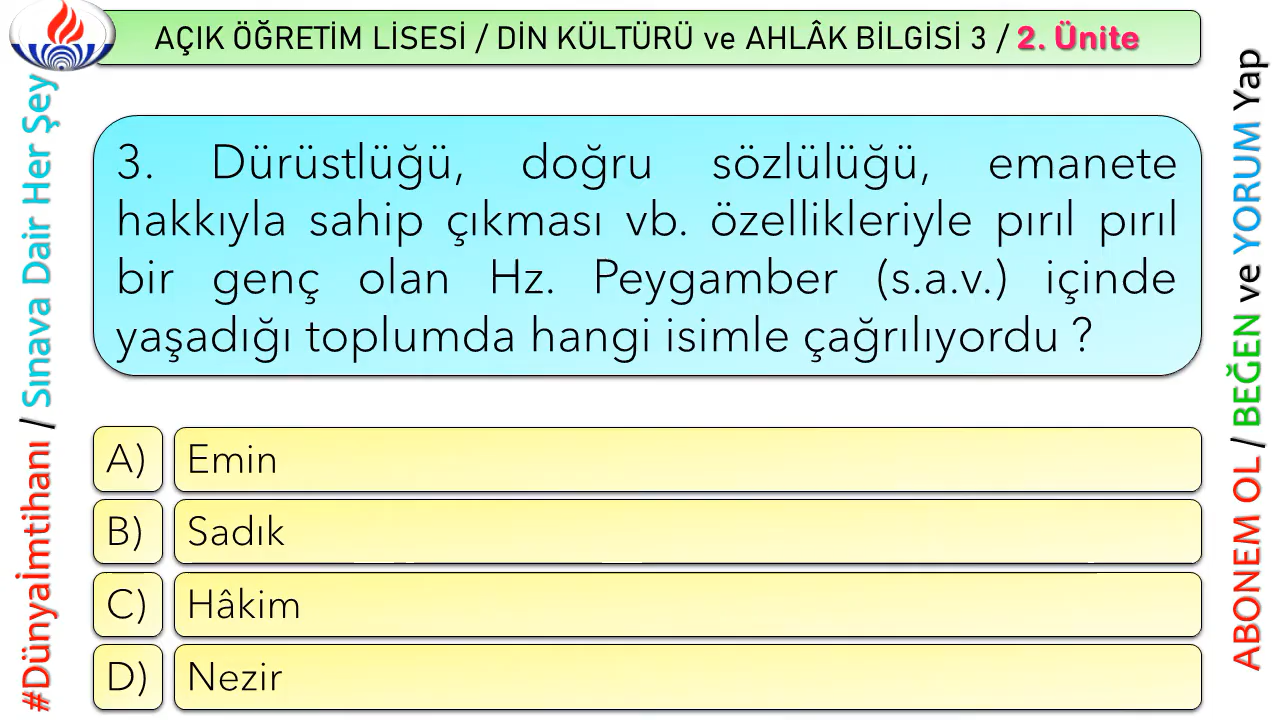 AÇIK ÖĞRETİM LİSESİ / DİN KÜLTÜRÜ ve AHLÂK BİLGİSİ 3 / 2. Ünite
#Dünyaİmtihanı / Sınava Dair Her Şey
3. Dürüstlüğü, doğru sözlülüğü, emanete
hakkıyla sahip çıkması vb. özellikleriyle pırıl pırıl
bir genç olan Hz. Peygamber (s.a.v.) içinde
yaşadığı toplumda hangi isimle çağrılıyordu ?
A) Emin
B) Sadık
C) Hâkim
D) Nezir
ABONEM OL / BEĞEN ve YORUM Yap